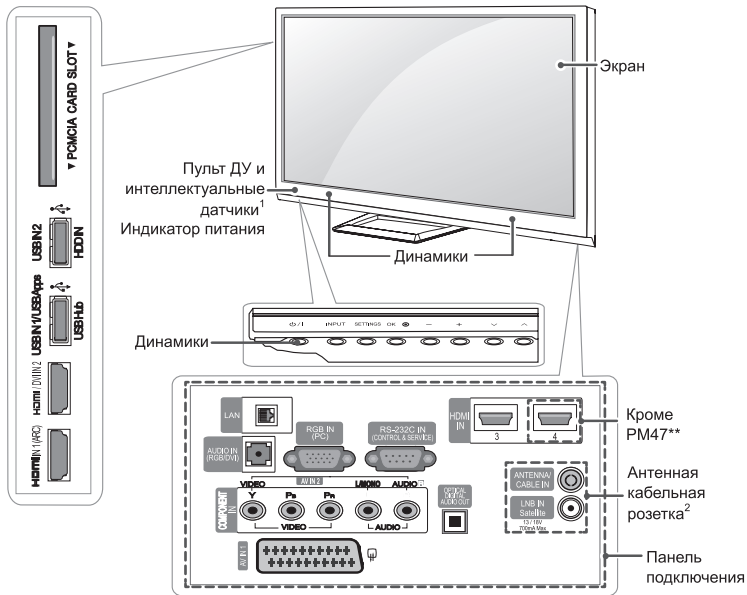 ▼ PCMCIA CARD SLOT ▼
USB IN 2
HDD IN
USB IN 1/USB Apps
USB Hub
HDMI / DVI IN 2
HDMI IN 1 (ARC)
Экран
Пульт ДУ и
интеллектуальные
датчики1
Индикатор питания
Динамики
⏻ / I INPUT SETTINGS OK ⦿ − + ﹀ ︿
Динамики
LAN
AUDIO IN
(RGB/DVI)
RGB IN
(PC)
RS-232C IN
(CONTROL & SERVICE)
HDMI
IN
3
4
Кроме
PM47**
ANTENNA/
CABLE IN
LNB IN
Satellite
13 / 18V
700mA Max
Антенная
кабельная
розетка2
VIDEO
AV IN 2
L/MONO
AUDIO
COMPONENT
IN
Y
PB
PR
VIDEO
AUDIO
OPTICAL
DIGITAL
AUDIO OUT
AV IN 1
Панель
подключения